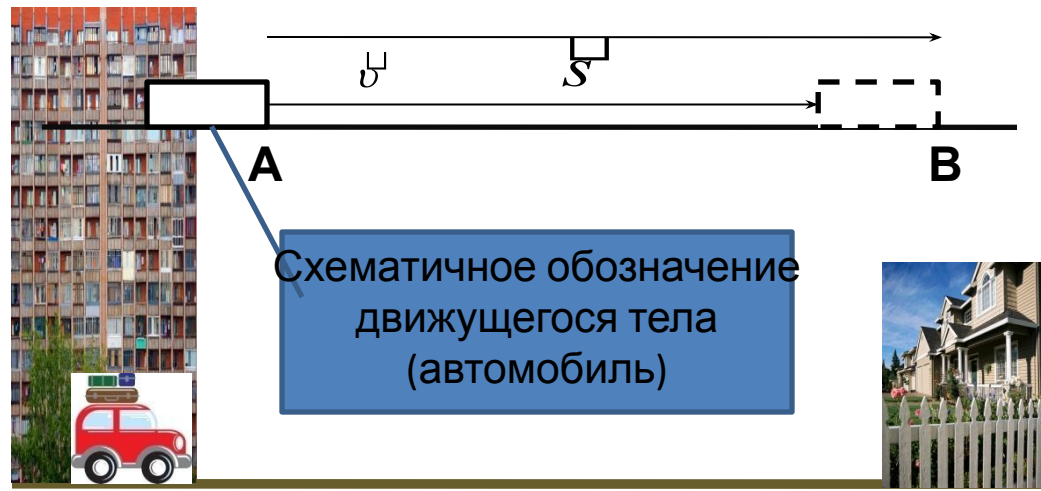 υ
S
A
B
Схематичное обозначение
движущегося тела
(автомобиль)